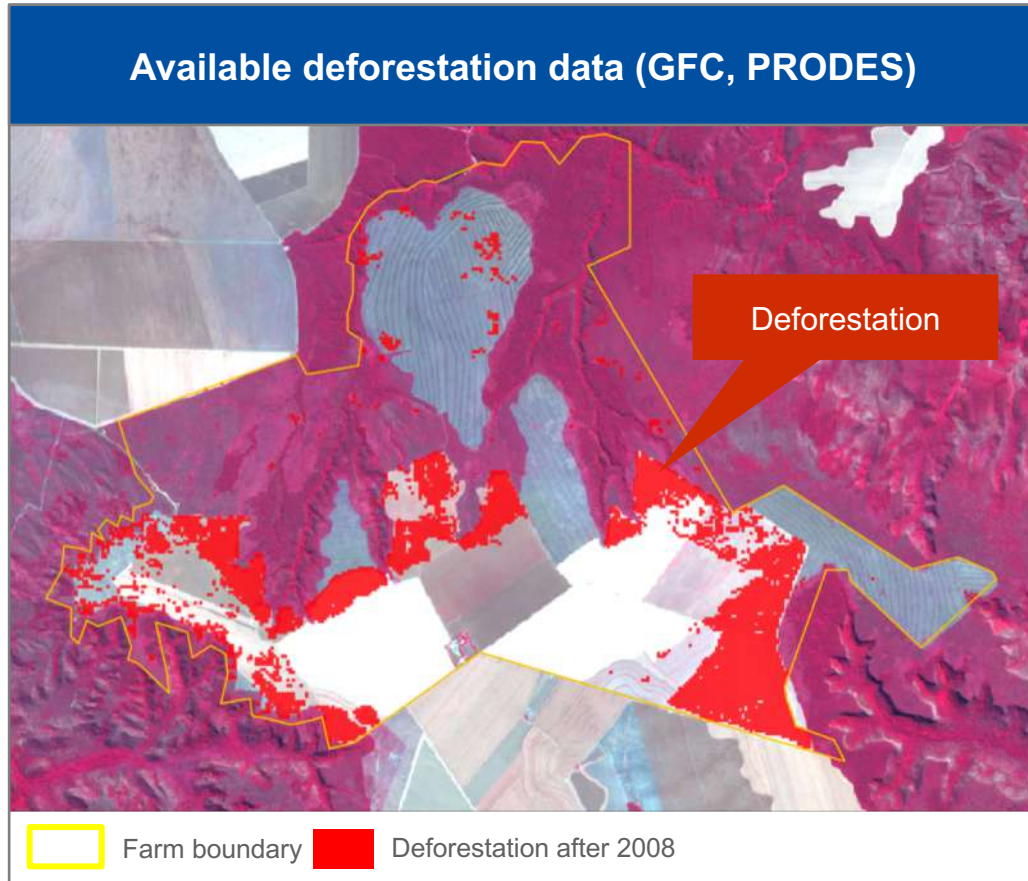 Available deforestation data (GFC, PRODES)
Deforestation
Farm boundary
Deforestation after 2008